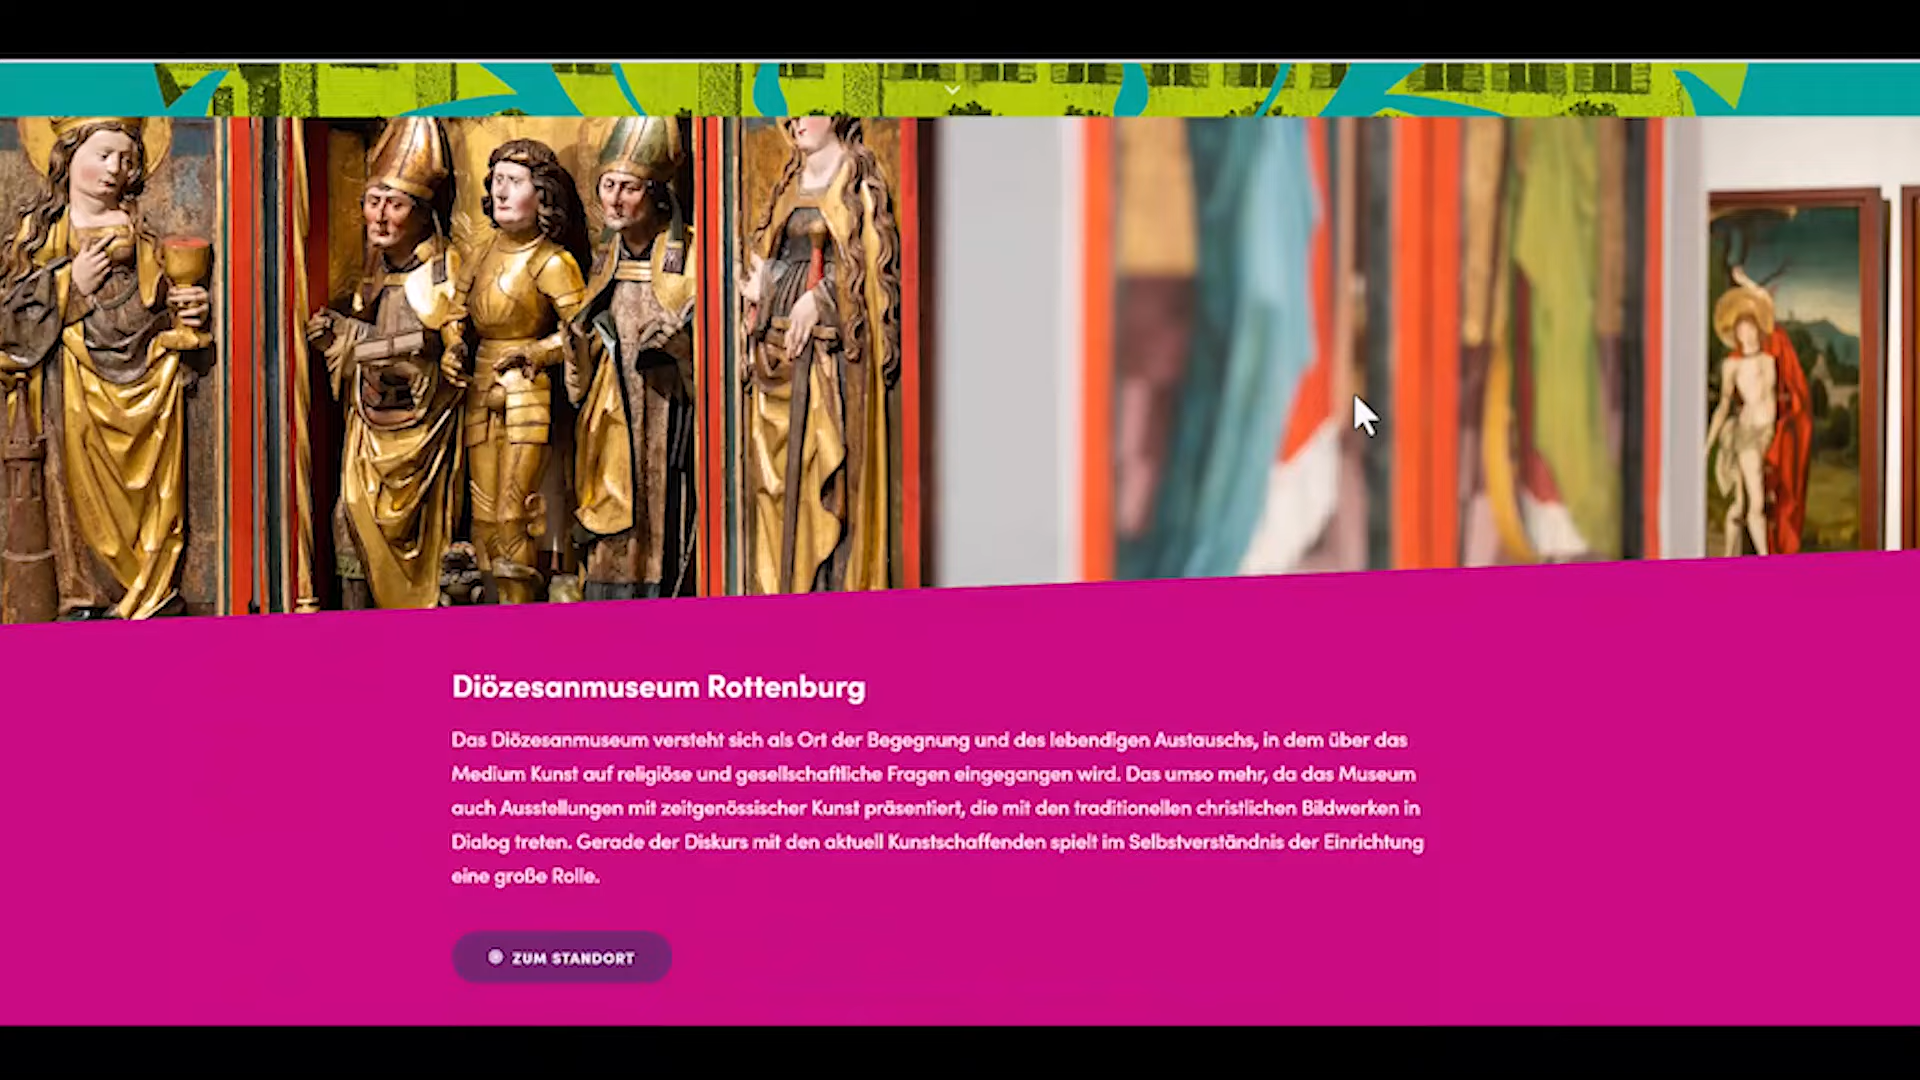 Diözesanmuseum Rottenburg
Das Diözesanmuseum versteht sich als Ort der Begegnung und des lebendigen Austauschs, in dem über das
Medium Kunst auf religiöse und gesellschaftliche Fragen eingegangen wird. Das umso mehr, da das Museum
auch Ausstellungen mit zeitgenössischer Kunst präsentiert, die mit den traditionellen christlichen Bildwerken in
Dialog treten. Gerade der Diskurs mit den aktuell Kunstschaffenden spielt im Selbstverständnis der Einrichtung
eine große Rolle.
ZUM STANDORT